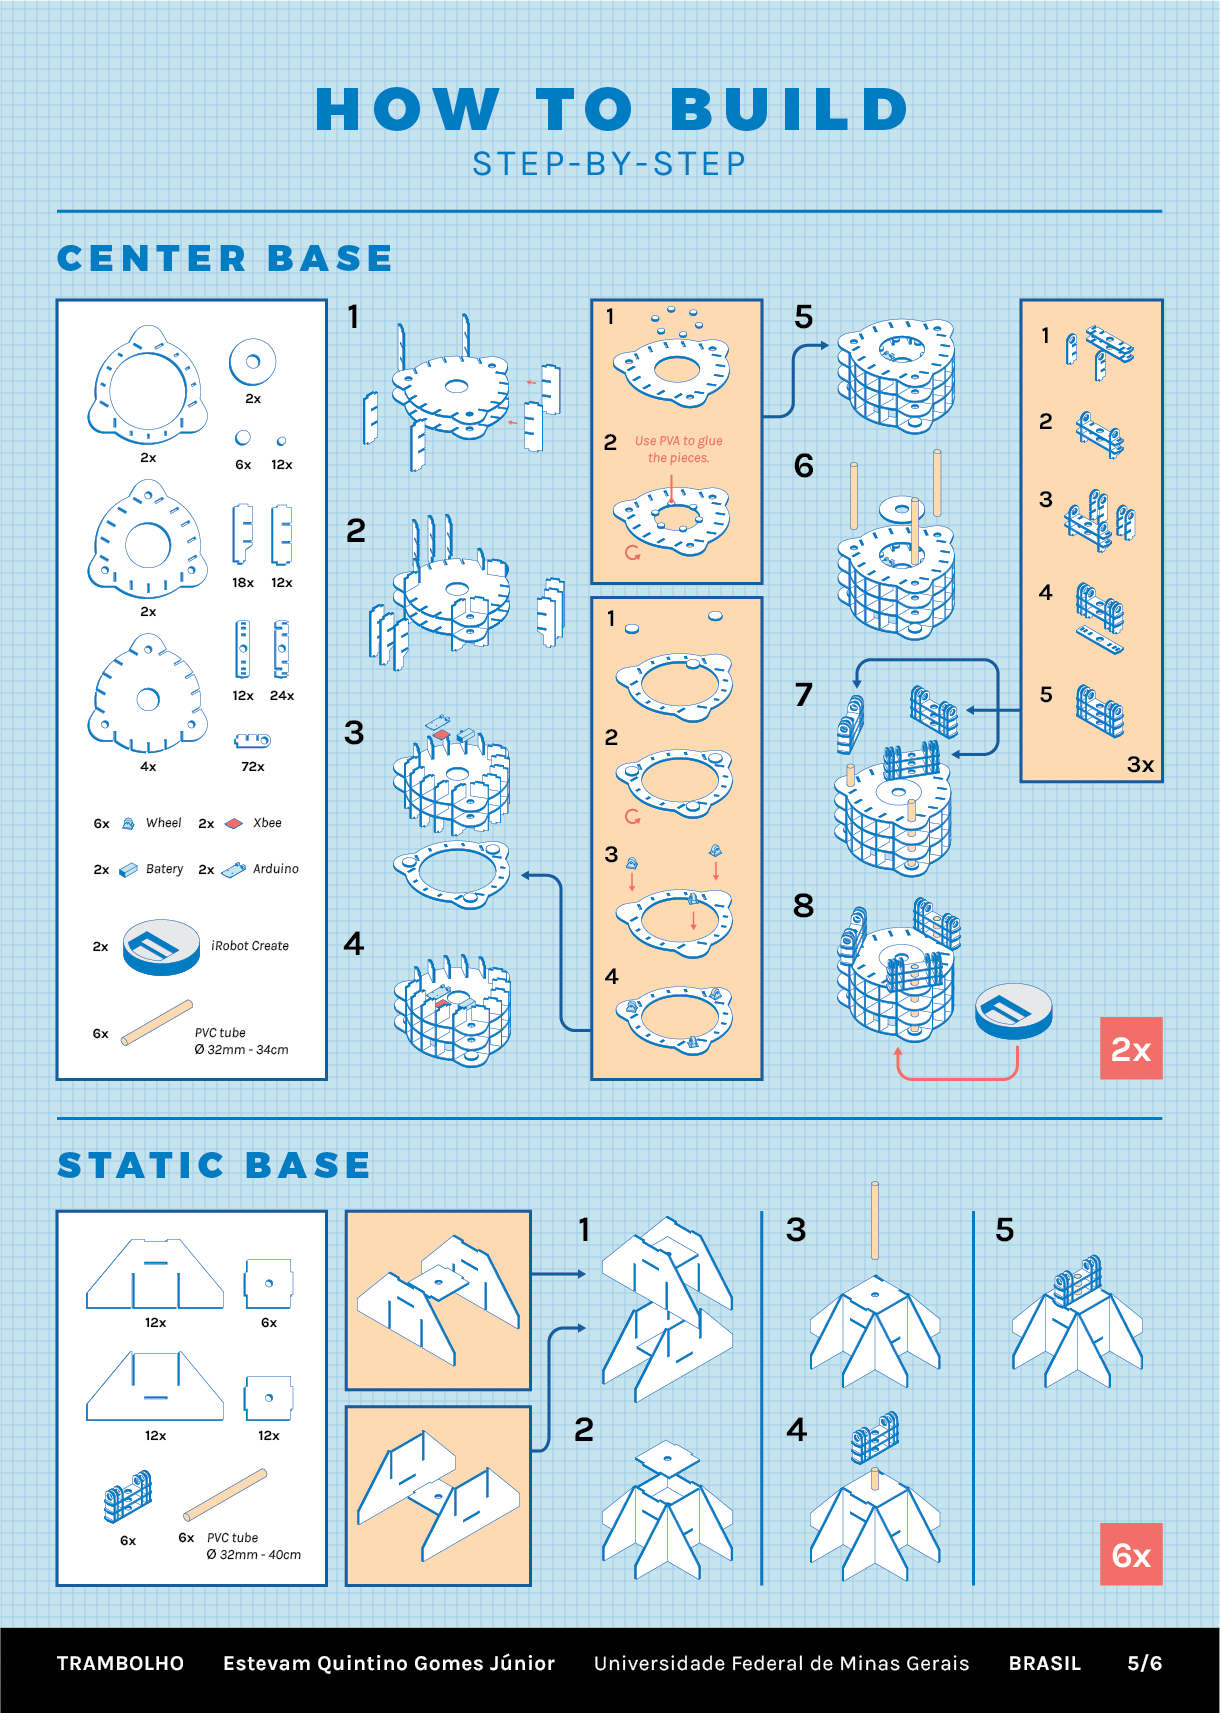 HOW TO BUILD
STEP-BY-STEP
CENTER BASE
2x
2x
6x 12x
2x
18x 12x
12x 24x
4x
72x
6x Wheel 2x Xbee
2x Batery 2x Arduino
2x iRobot Create
6x PVC tube
Ø 32mm - 34cm
1
2
3
4
1
2 Use PVA to glue
the pieces.
1
2
3
4
5
6
7
8
1
2
3
4
5
3x
2x
STATIC BASE
12x 6x
12x 12x
6x
6x PVC tube
Ø 32mm - 40cm
1
2
3
4
5
6x
TRAMBOLHO Estevam Quintino Gomes Júnior Universidade Federal de Minas Gerais BRASIL 5/6